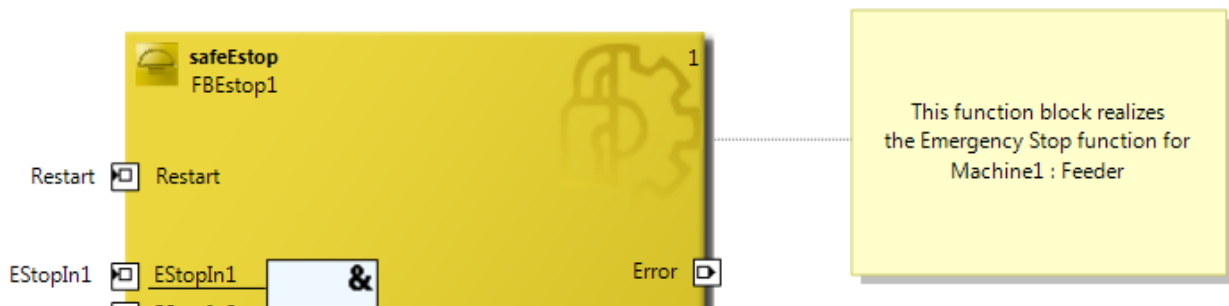 safeEstop
1
FBEstop1
This function block realizes
the Emergency Stop function for
Machine1 : Feeder
Restart
Restart
EStopIn1
EStopIn1
&
Error